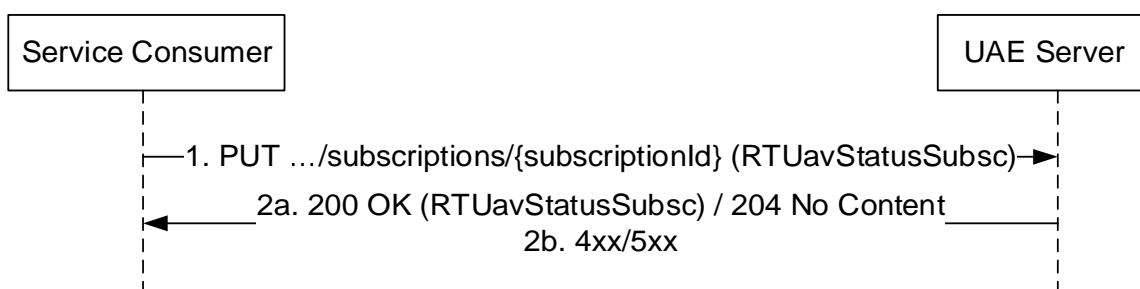 Service Consumer
UAE Server
1. PUT …/subscriptions/{subscriptionId} (RTUavStatusSubsc)
2a. 200 OK (RTUavStatusSubsc) / 204 No Content
2b. 4xx/5xx